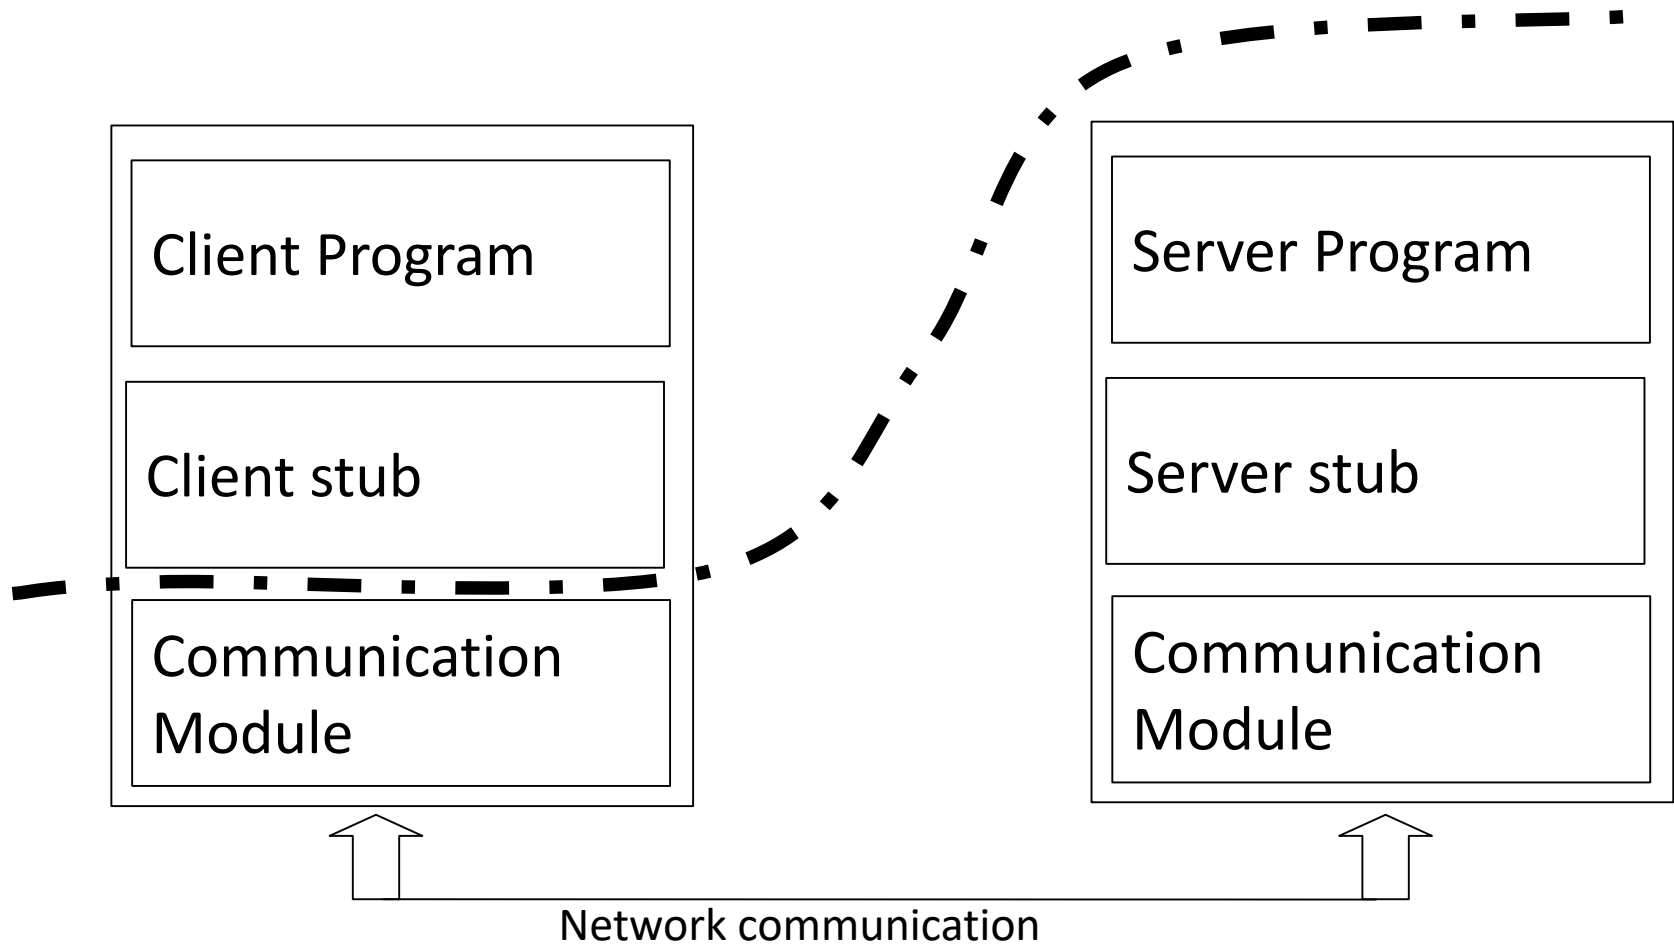 Client Program
Client stub
Communication
Module
Server Program
Server stub
Communication
Module
Network communication